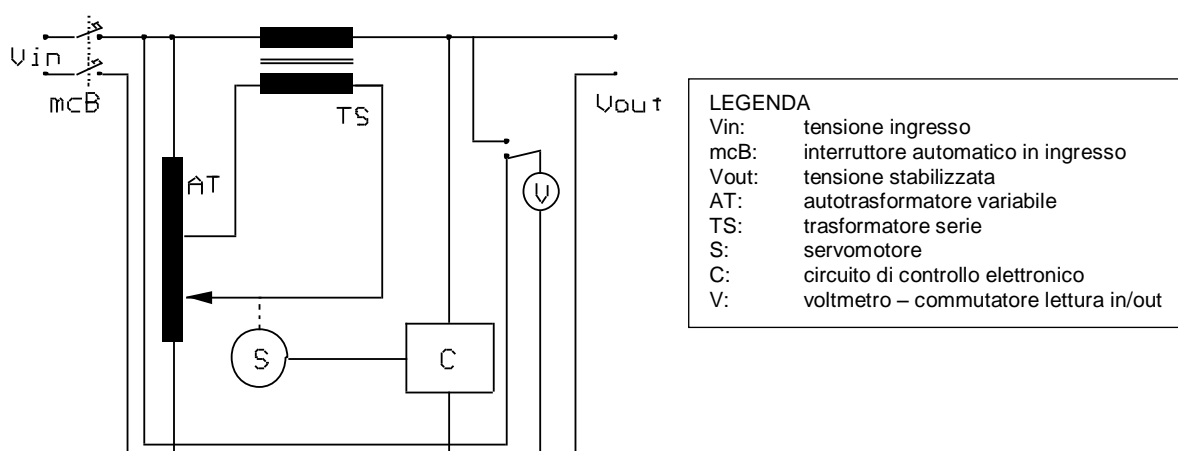 Vin
mcB
TS
AT
S
C
V
Vout
LEGENDA
Vin: tensione ingresso
mcB: interruttore automatico in ingresso
Vout: tensione stabilizzata
AT: autotrasformatore variabile
TS: trasformatore serie
S: servomotore
C: circuito di controllo elettronico
V: voltmetro – commutatore lettura in/out